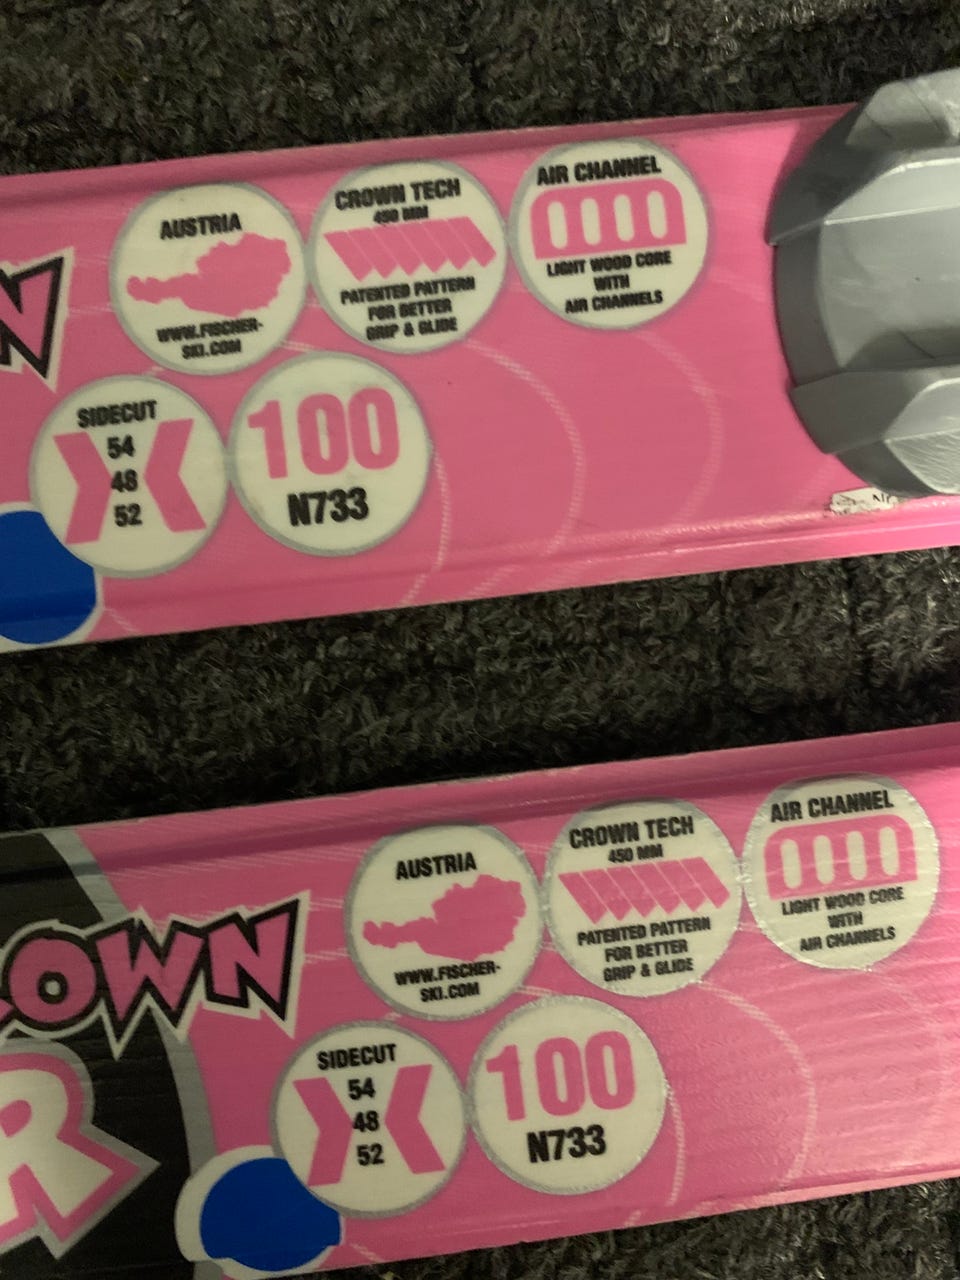 N
AUSTRIA
WWW.FISCHER-
SKI.COM
CROWN TECH
450 MM
PATENTED PATTERN
FOR BETTER
GRIP & GLIDE
AIR CHANNEL
LIGHT WOOD CORE
WITH
AIR CHANNELS
SIDECUT
54
48
52
100
N733
OWN
R
AUSTRIA
WWW.FISCHER-
SKI.COM
CROWN TECH
450 MM
PATENTED PATTERN
FOR BETTER
GRIP & GLIDE
AIR CHANNEL
LIGHT WOOD CORE
WITH
AIR CHANNELS
SIDECUT
54
48
52
100
N733